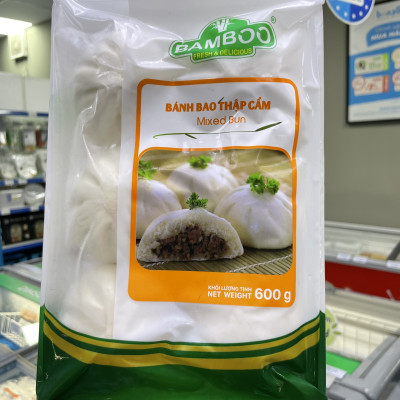 BAMBOO
FRESH & DELICIOUS
BÁNH BAO THẬP CẨM
Mixed Bun
KHỐI LƯỢNG TỊNH
NET WEIGHT 600 g